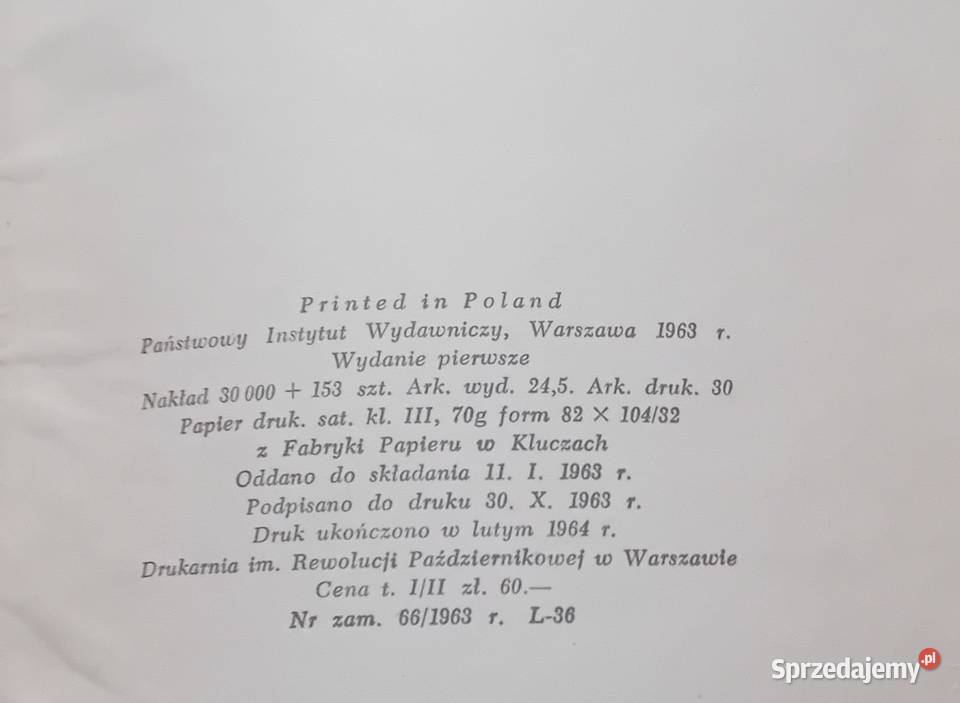 Printed in Poland
Państwowy Instytut Wydawniczy, Warszawa 1963 r.
Wydanie pierwsze
Nakład 30 000 + 153 szt. Ark. wyd. 24,5. Ark. druk. 30
Papier druk. sat. kl. III, 70g form 82 × 104/32
z Fabryki Papieru w Kluczach
Oddano do składania 11. I. 1963 r.
Podpisano do druku 30. X. 1963 r.
Druk ukończono w lutym 1964 r.
Drukarnia im. Rewolucji Październikowej w Warszawie
Cena t. I/II zł. 60.—
Nr zam. 66/1963 r. L-36
Sprzedajemy.pl